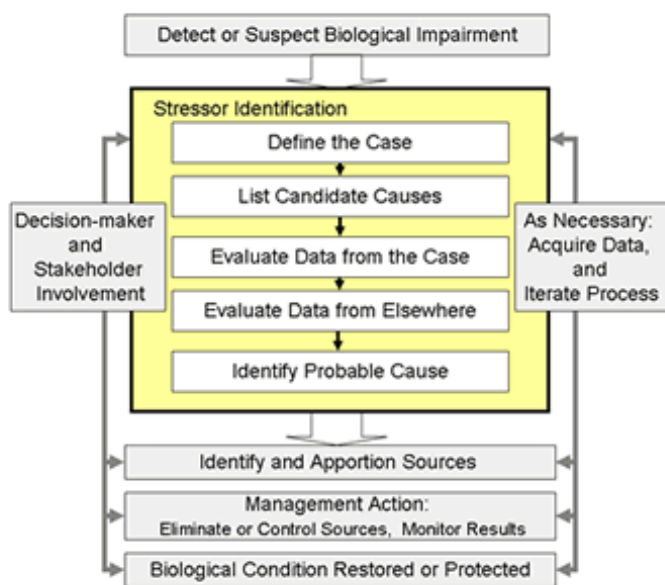 Detect or Suspect Biological Impairment
Stressor Identification
Define the Case
List Candidate Causes
Evaluate Data from the Case
Evaluate Data from Elsewhere
Identify Probable Cause
Decision-maker
and
Stakeholder
Involvement
As Necessary:
Acquire Data,
and
Iterate Process
Identify and Apportion Sources
Management Action:
Eliminate or Control Sources, Monitor Results
Biological Condition Restored or Protected